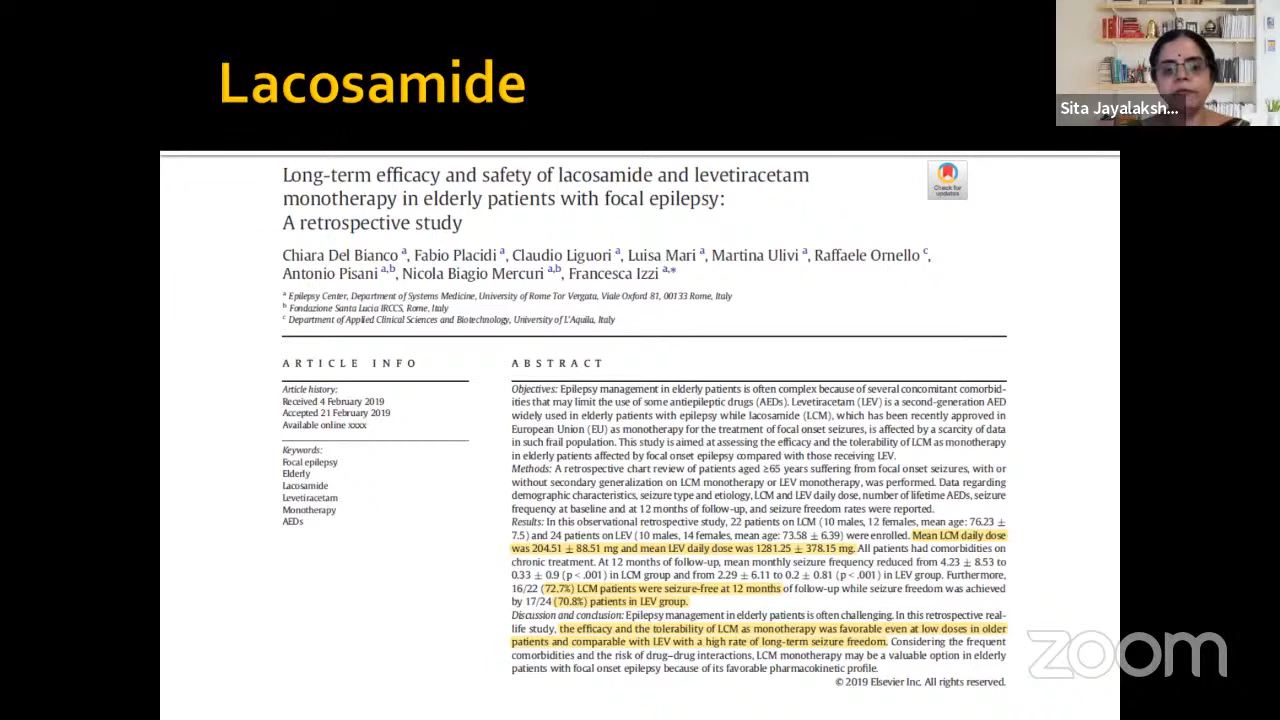 Lacosamide
Sita Jayalaksh...
Long-term efficacy and safety of lacosamide and levetiracetam
monotherapy in elderly patients with focal epilepsy:
A retrospective study
Check for
updates
Chiara Del Bianco a, Fabio Placidi a, Claudio Liguori a, Luisa Mari a, Martina Ulivi a, Raffaele Ornello c,
Antonio Pisani a,b, Nicola Biagio Mercuri a,b, Francesca Izzi a,*
a Epilepsy Center, Department of Systems Medicine, University of Rome Tor Vergata, Viale Oxford 81, 00133 Rome, Italy
b Fondazione Santa Lucia IRCCS, Rome, Italy
c Department of Applied Clinical Sciences and Biotechnology, University of L'Aquila, Italy
ARTICLE INFO
Article history:
Received 4 February 2019
Accepted 21 February 2019
Available online xxxx
Keywords:
Focal epilepsy
Elderly
Lacosamide
Levetiracetam
Monotherapy
AEDs
ABSTRACT
Objectives: Epilepsy management in elderly patients is often complex because of several concomitant comorbid-
ities that may limit the use of some antiepileptic drugs (AEDs). Levetiracetam (LEV) is a second-generation AED
widely used in elderly patients with epilepsy while lacosamide (LCM), which has been recently approved in
European Union (EU) as monotherapy for the treatment of focal onset seizures, is affected by a scarcity of data
in such frail population. This study is aimed at assessing the efficacy and the tolerability of LCM as monotherapy
in elderly patients affected by focal onset epilepsy compared with those receiving LEV.
Methods: A retrospective chart review of patients aged ≥65 years suffering from focal onset seizures, with or
without secondary generalization on LCM monotherapy or LEV monotherapy, was performed. Data regarding
demographic characteristics, seizure type and etiology, LCM and LEV daily dose, number of lifetime AEDs, seizure
frequency at baseline and at 12 months of follow-up, and seizure freedom rates were reported.
Results: In this observational retrospective study, 22 patients on LCM (10 males, 12 females, mean age: 76.23 ±
7.5) and 24 patients on LEV (10 males, 14 females, mean age: 73.58 ± 6.39) were enrolled. Mean LCM daily dose
was 204.51 ± 88.51 mg and mean LEV daily dose was 1281.25 ± 378.15 mg. All patients had comorbidities on
chronic treatment. At 12 months of follow-up, mean monthly seizure frequency reduced from 4.23 ± 8.53 to
0.33 ± 0.9 (p < .001) in LCM group and from 2.29 ± 6.11 to 0.2 ± 0.81 (p < .001) in LEV group. Furthermore,
16/22 (72.7%) LCM patients were seizure-free at 12 months of follow-up while seizure freedom was achieved
by 17/24 (70.8%) patients in LEV group.
Discussion and conclusion: Epilepsy management in elderly patients is often challenging. In this retrospective real-
life study, the efficacy and the tolerability of LCM as monotherapy was favorable even at low doses in older
patients and comparable with LEV with a high rate of long-term seizure freedom. Considering the frequent
comorbidities and the risk of drug–drug interactions, LCM monotherapy may be a valuable option in elderly
patients with focal onset epilepsy because of its favorable pharmacokinetic profile.
© 2019 Elsevier Inc. All rights reserved.
zoom